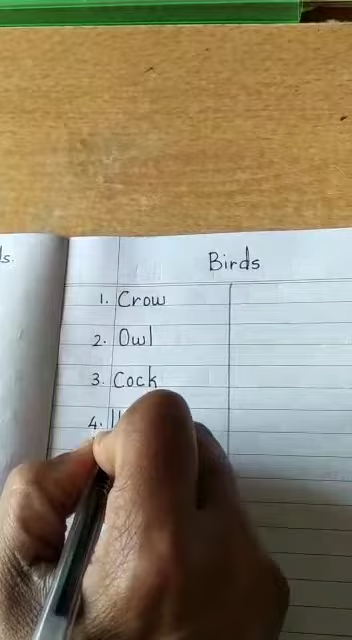 s.
Birds
1. Crow
2. Owl
3. Cock
4.